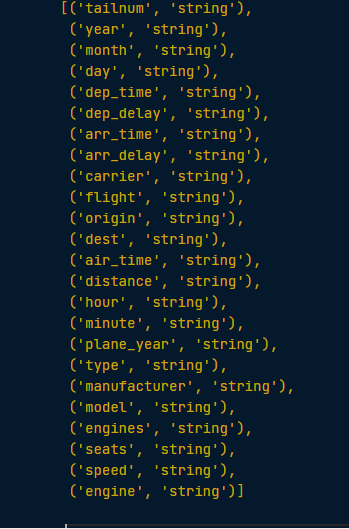 [('tailnum', 'string'),
('year', 'string'),
('month', 'string'),
('day', 'string'),
('dep_time', 'string'),
('dep_delay', 'string'),
('arr_time', 'string'),
('arr_delay', 'string'),
('carrier', 'string'),
('flight', 'string'),
('origin', 'string'),
('dest', 'string'),
('air_time', 'string'),
('distance', 'string'),
('hour', 'string'),
('minute', 'string'),
('plane_year', 'string'),
('type', 'string'),
('manufacturer', 'string'),
('model', 'string'),
('engines', 'string'),
('seats', 'string'),
('speed', 'string'),
('engine', 'string')]